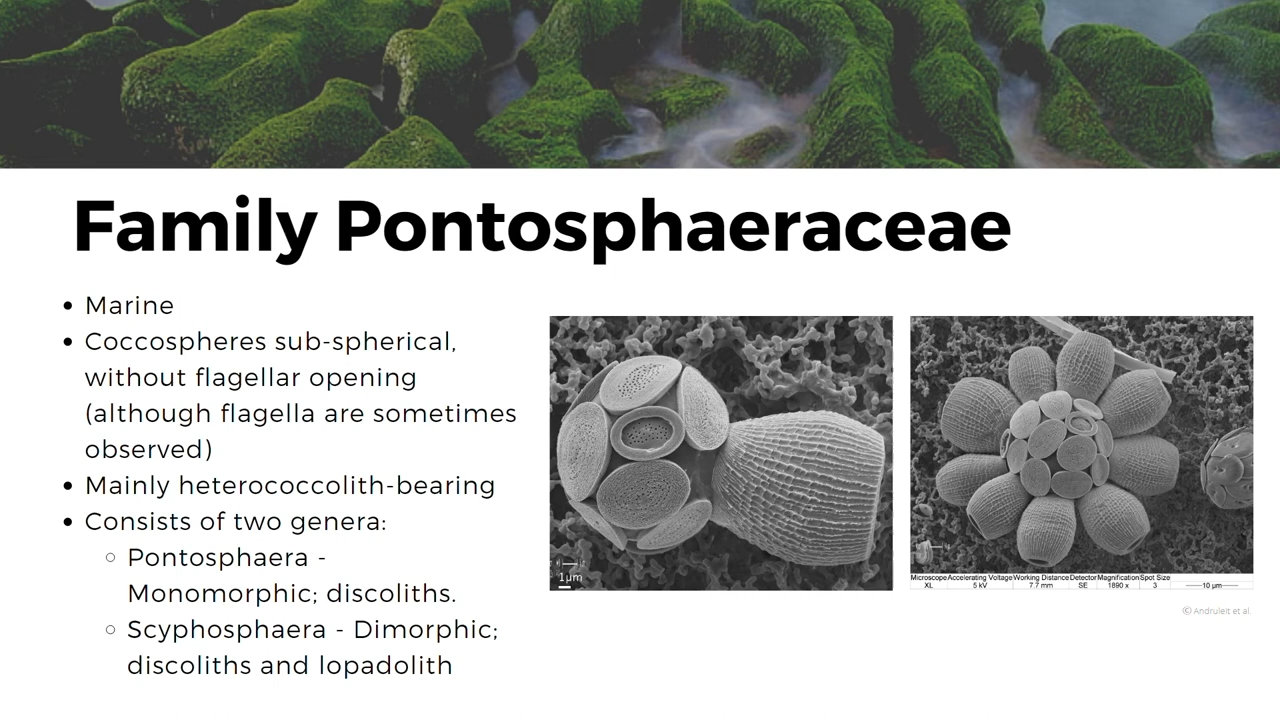 Family Pontosphaeraceae
• Marine
• Coccospheres sub-spherical,
without flagellar opening
(although flagella are sometimes
observed)
• Mainly heterococcolith-bearing
• Consists of two genera:
○ Pontosphaera -
Monomorphic; discoliths.
○ Scyphosphaera - Dimorphic;
discoliths and lopadolith
1µm
Microscope Accelerating Voltage Working Distance Detector Magnification Spot Size
XL 5 kV 7.7 mm SE 1890 x 3 10 µm
© Andruleit et al.